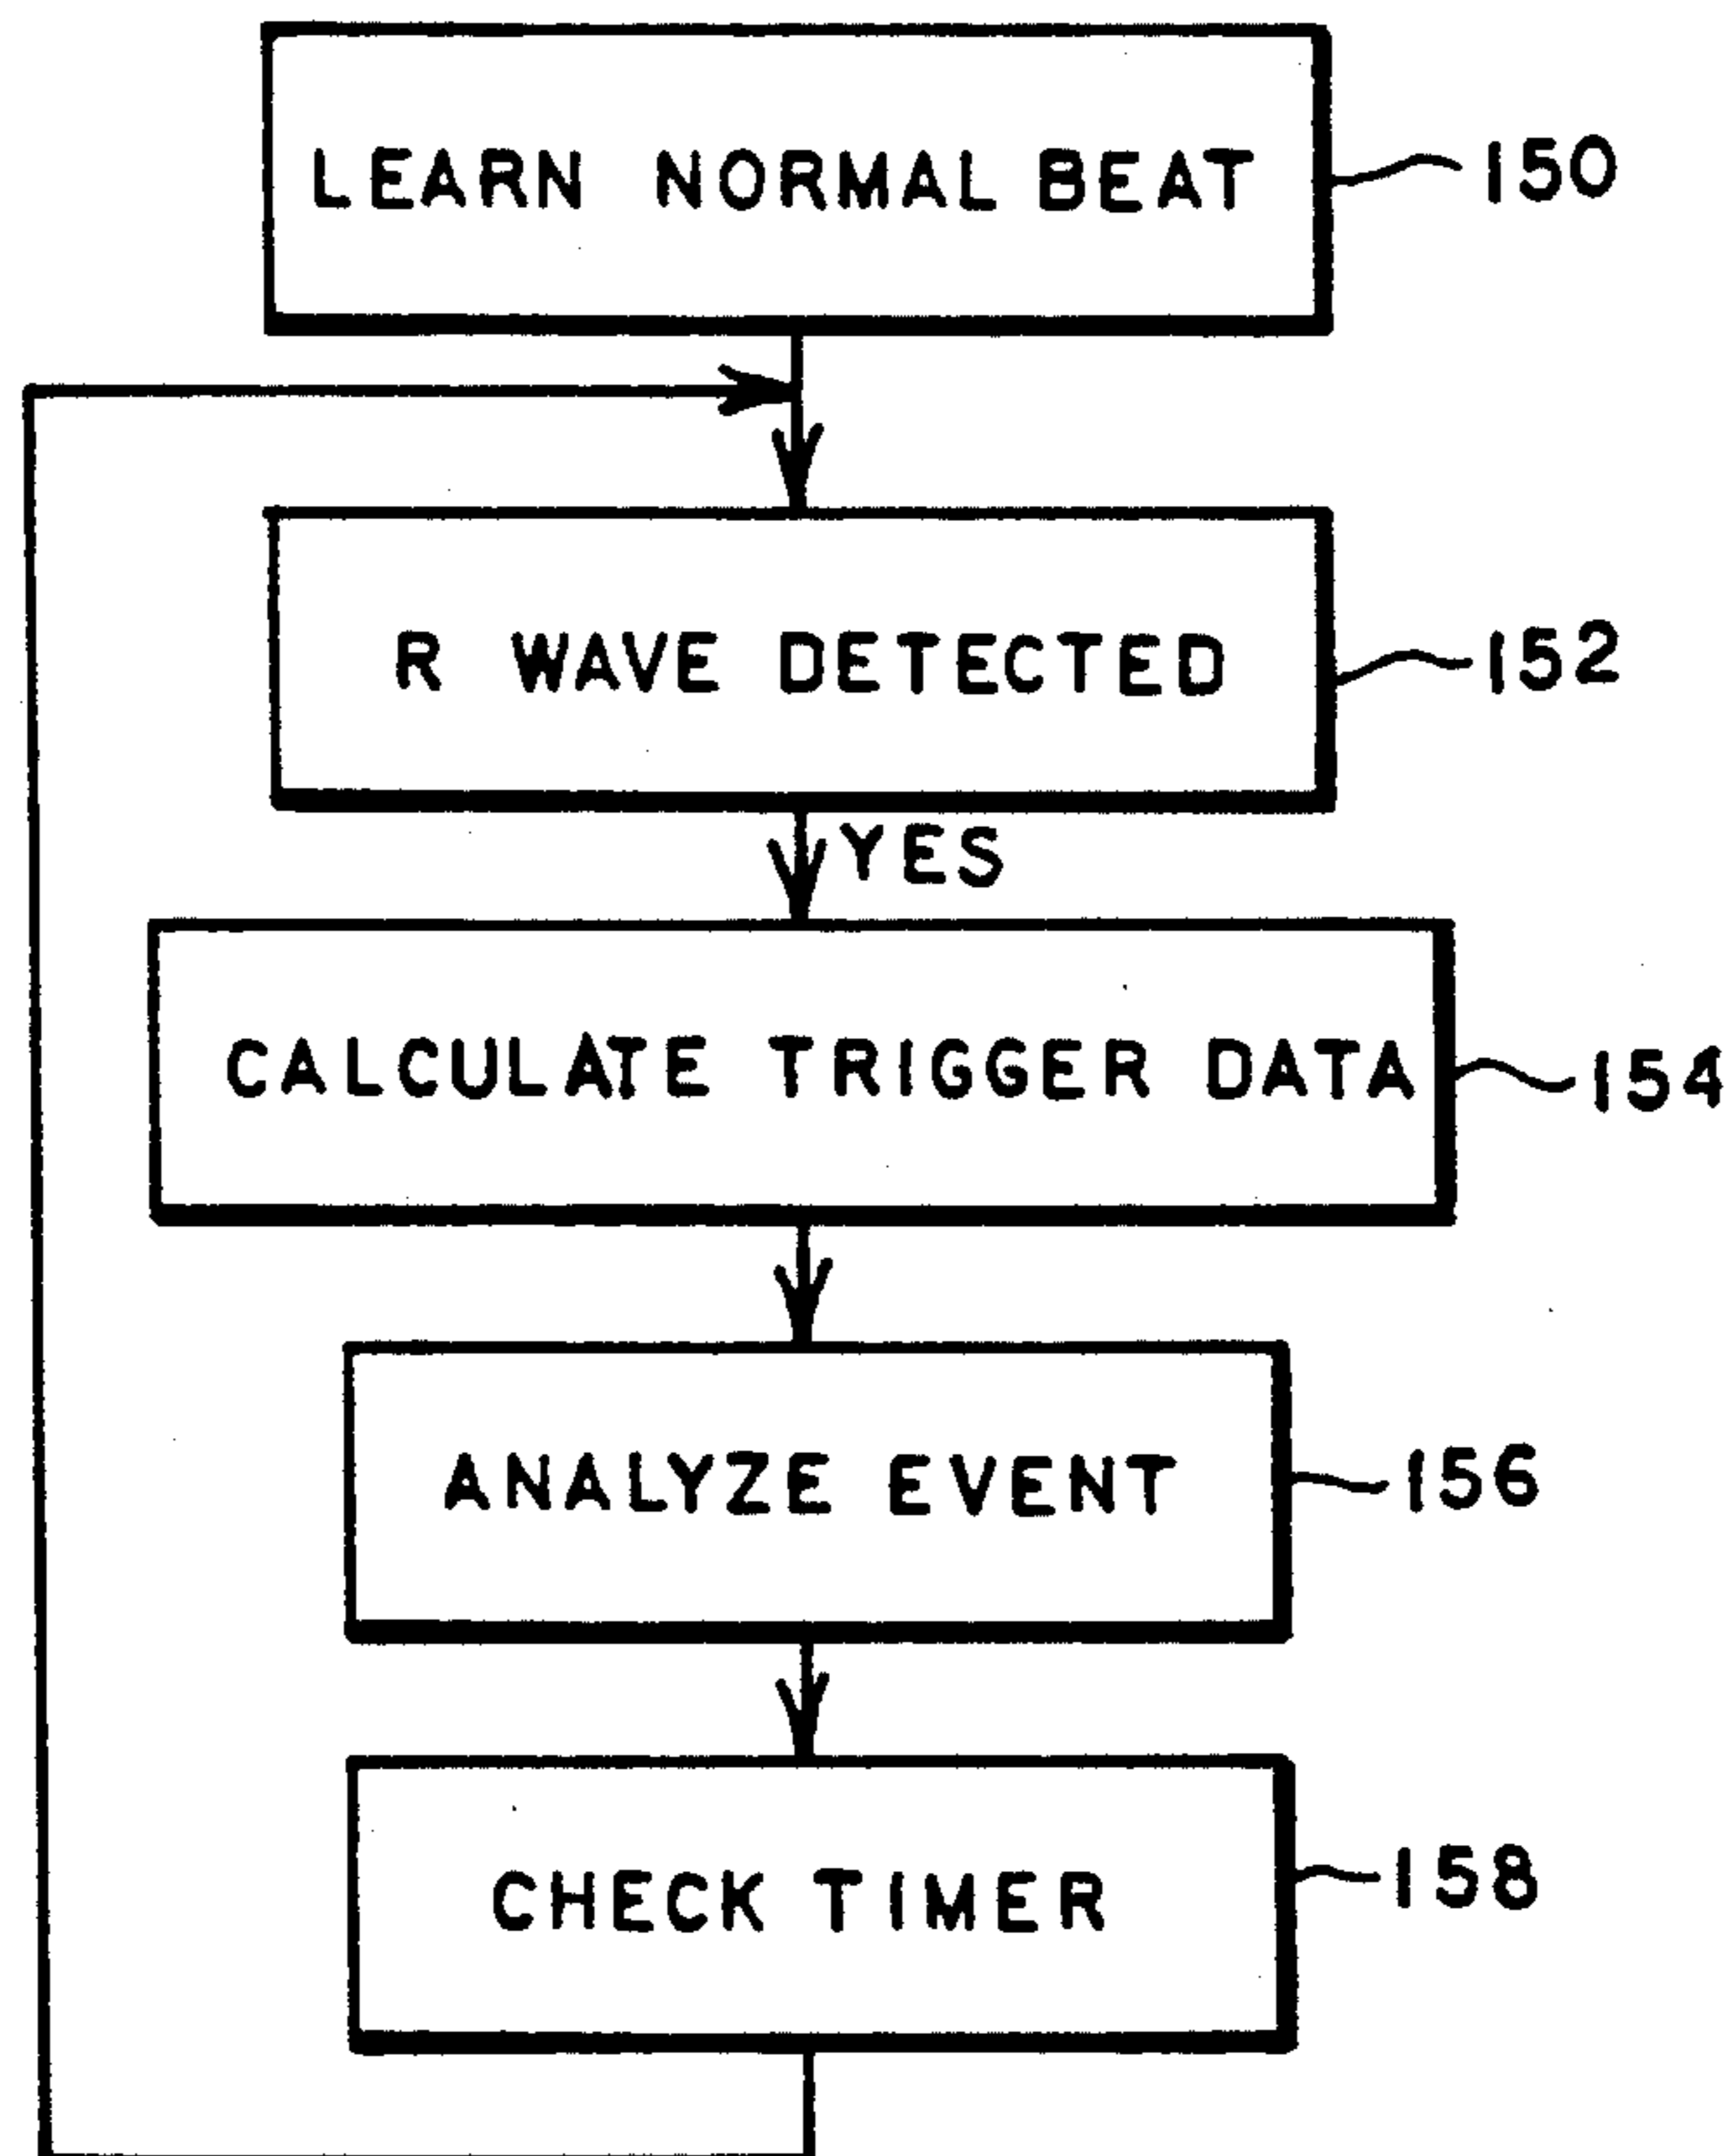 LEARN NORMAL BEAT
150
R WAVE DETECTED
152
YES
CALCULATE TRIGGER DATA
154
ANALYZE EVENT
156
CHECK TIMER
158